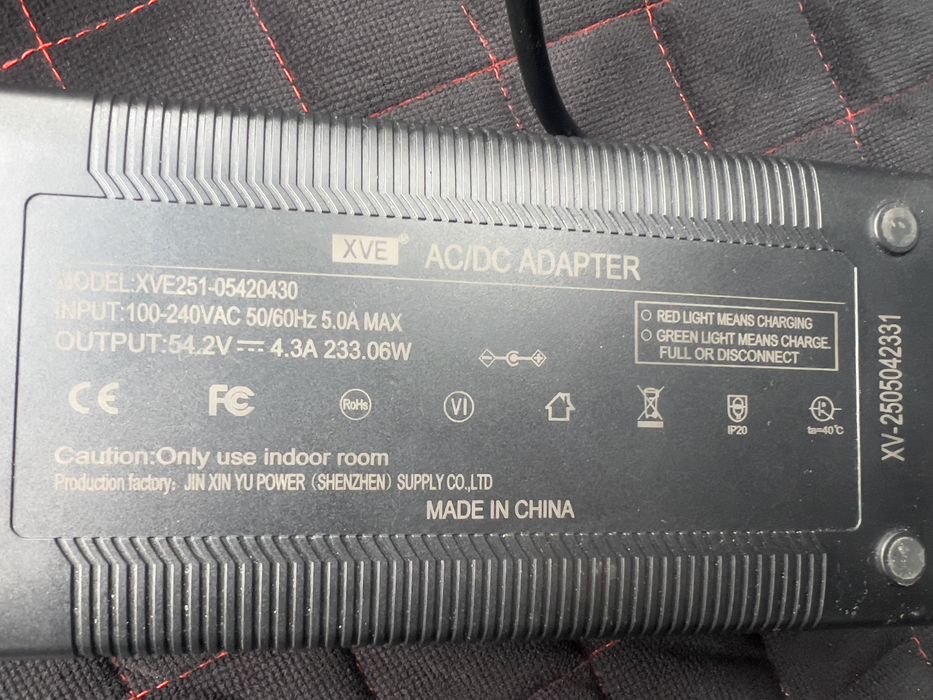 XVE® AC/DC ADAPTER
MODEL:XVE251-05420430
INPUT:100-240VAC 50/60Hz 5.0A MAX
OUTPUT:54.2V⎓4.3A 233.06W
RED LIGHT MEANS CHARGING
GREEN LIGHT MEANS CHARGE.
FULL OR DISCONNECT
CE FC RoHS VI
IP20
ta=40℃
Caution:Only use indoor room
Production factory: JIN XIN YU POWER (SHENZHEN) SUPPLY CO.,LTD
MADE IN CHINA
XV-2505042331